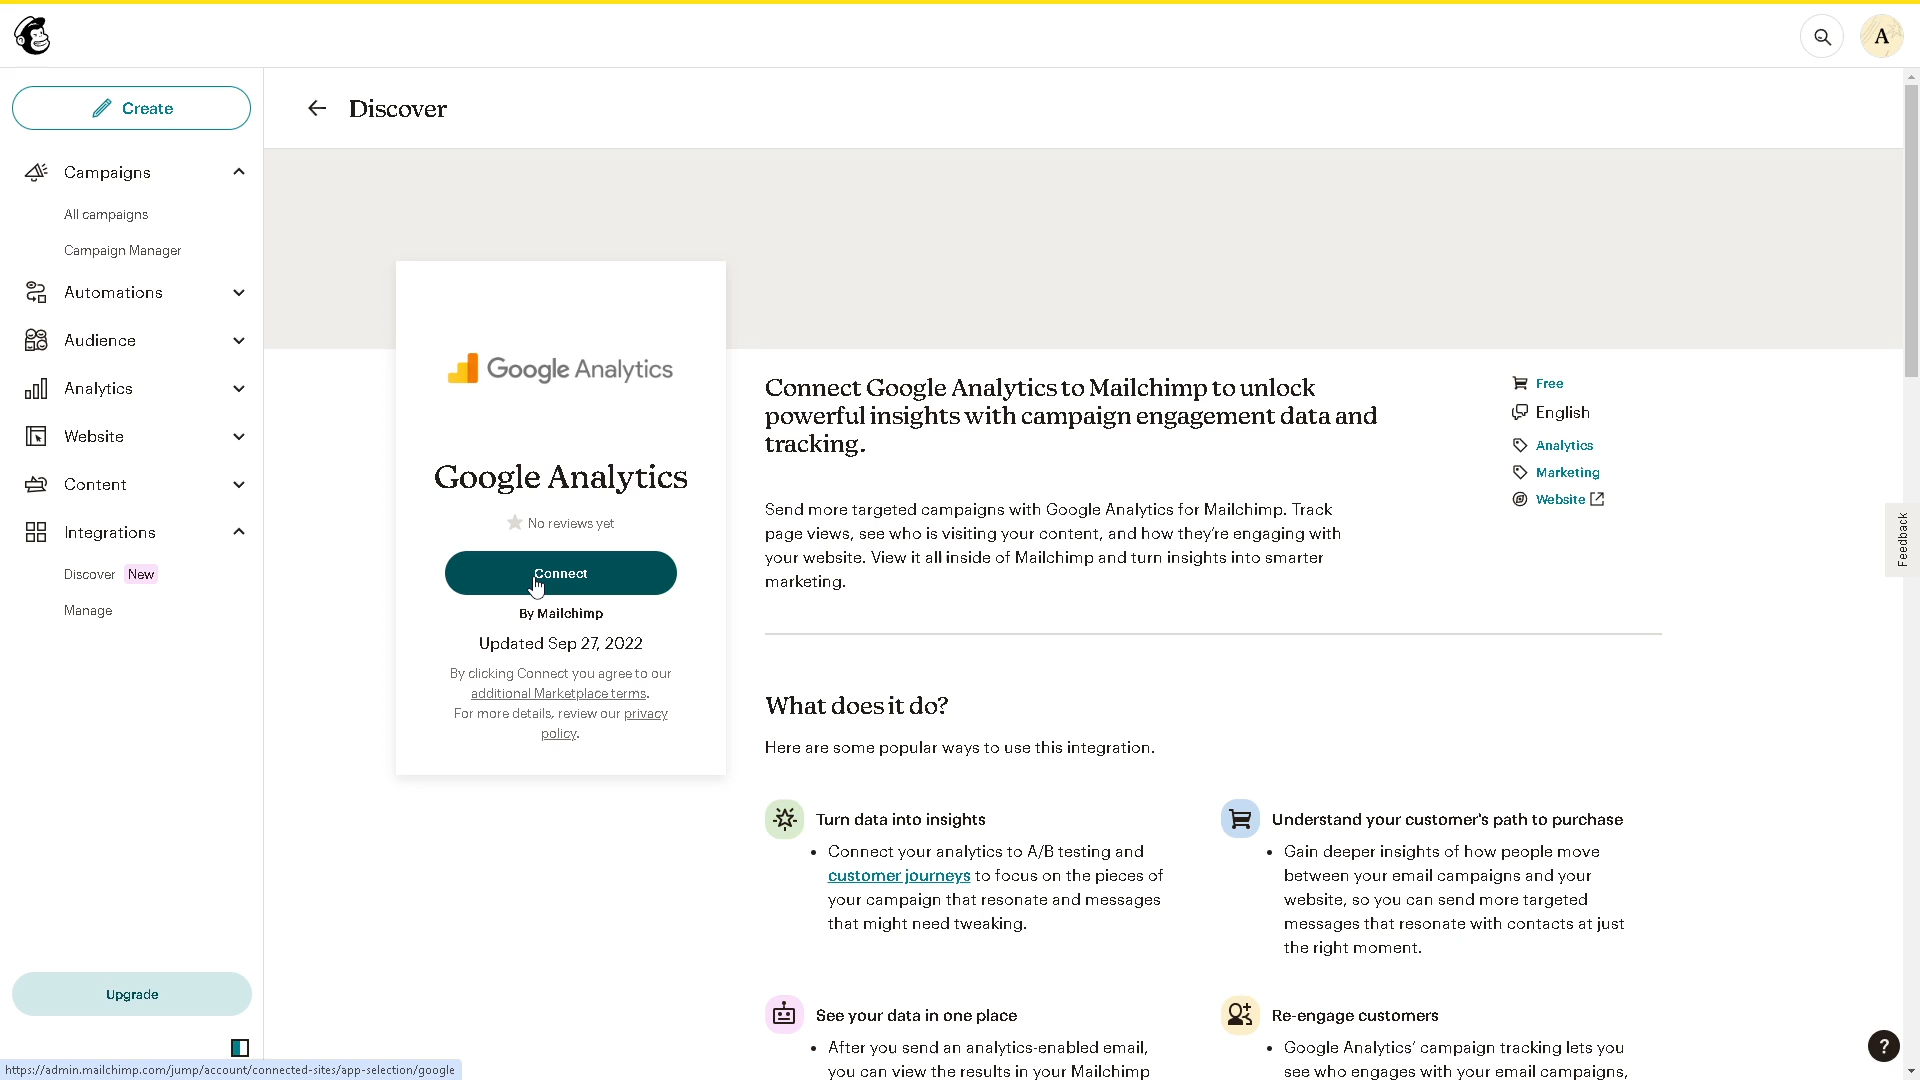 A
Create
Discover
Campaigns
All campaigns
Campaign Manager
Automations
Audience
Analytics
Website
Content
Integrations
Discover New
Manage
Upgrade
Google Analytics
Google Analytics
No reviews yet
Connect
By Mailchimp
Updated Sep 27, 2022
By clicking Connect you agree to our
additional Marketplace terms.
For more details, review our privacy
policy.
Connect Google Analytics to Mailchimp to unlock
powerful insights with campaign engagement data and
tracking.
Send more targeted campaigns with Google Analytics for Mailchimp. Track
page views, see who is visiting your content, and how they’re engaging with
your website. View it all inside of Mailchimp and turn insights into smarter
marketing.
Free
English
Analytics
Marketing
Website
Feedback
What does it do?
Here are some popular ways to use this integration.
Turn data into insights
• Connect your analytics to A/B testing and
customer journeys to focus on the pieces of
your campaign that resonate and messages
that might need tweaking.
Understand your customer's path to purchase
• Gain deeper insights of how people move
between your email campaigns and your
website, so you can send more targeted
messages that resonate with contacts at just
the right moment.
See your data in one place
• After you send an analytics-enabled email,
you can view the results in your Mailchimp
Re-engage customers
• Google Analytics’ campaign tracking lets you
see who engages with your email campaigns,
?
https://admin.mailchimp.com/jump/account/connected-sites/app-selection/google